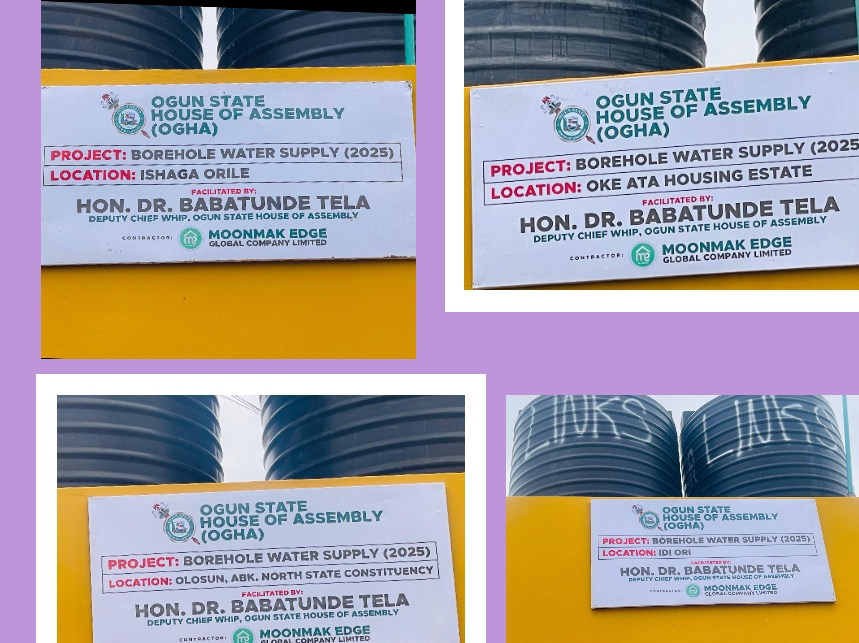 OGUN STATE
HOUSE OF ASSEMBLY
(OGHA)
PROJECT: BOREHOLE WATER SUPPLY (2025)
LOCATION: ISHAGA ORILE
FACILITATED BY:
HON. DR. BABATUNDE TELA
DEPUTY CHIEF WHIP, OGUN STATE HOUSE OF ASSEMBLY
CONTRACTOR: MOONMAK EDGE
GLOBAL COMPANY LIMITED
OGUN STATE
HOUSE OF ASSEMBLY
(OGHA)
PROJECT: BOREHOLE WATER SUPPLY (2025
LOCATION: OKE ATA HOUSING ESTATE
FACILITATED BY:
HON. DR. BABATUNDE TELA
DEPUTY CHIEF WHIP, OGUN STATE HOUSE OF ASSEMBLY
CONTRACTOR: MOONMAK EDGE
GLOBAL COMPANY LIMITED
OGUN STATE
HOUSE OF ASSEMBLY
(OGHA)
PROJECT: BOREHOLE WATER SUPPLY (2025)
LOCATION: OLOSUN, ABK. NORTH STATE CONSTITUENCY
FACILITATED BY:
HON. DR. BABATUNDE TELA
DEPUTY CHIEF WHIP, OGUN STATE HOUSE OF ASSEMBLY
CONTRACTOR: MOONMAK EDGE
GLOBAL COMPANY LIMITED
LINKS LINKS
OGUN STATE
HOUSE OF ASSEMBLY
(OGHA)
PROJECT: BOREHOLE WATER SUPPLY (2025)
LOCATION: IDI ORI
FACILITATED BY:
HON. DR. BABATUNDE TELA
DEPUTY CHIEF WHIP, OGUN STATE HOUSE OF ASSEMBLY
CONTRACTOR: MOONMAK EDGE
GLOBAL COMPANY LIMITED